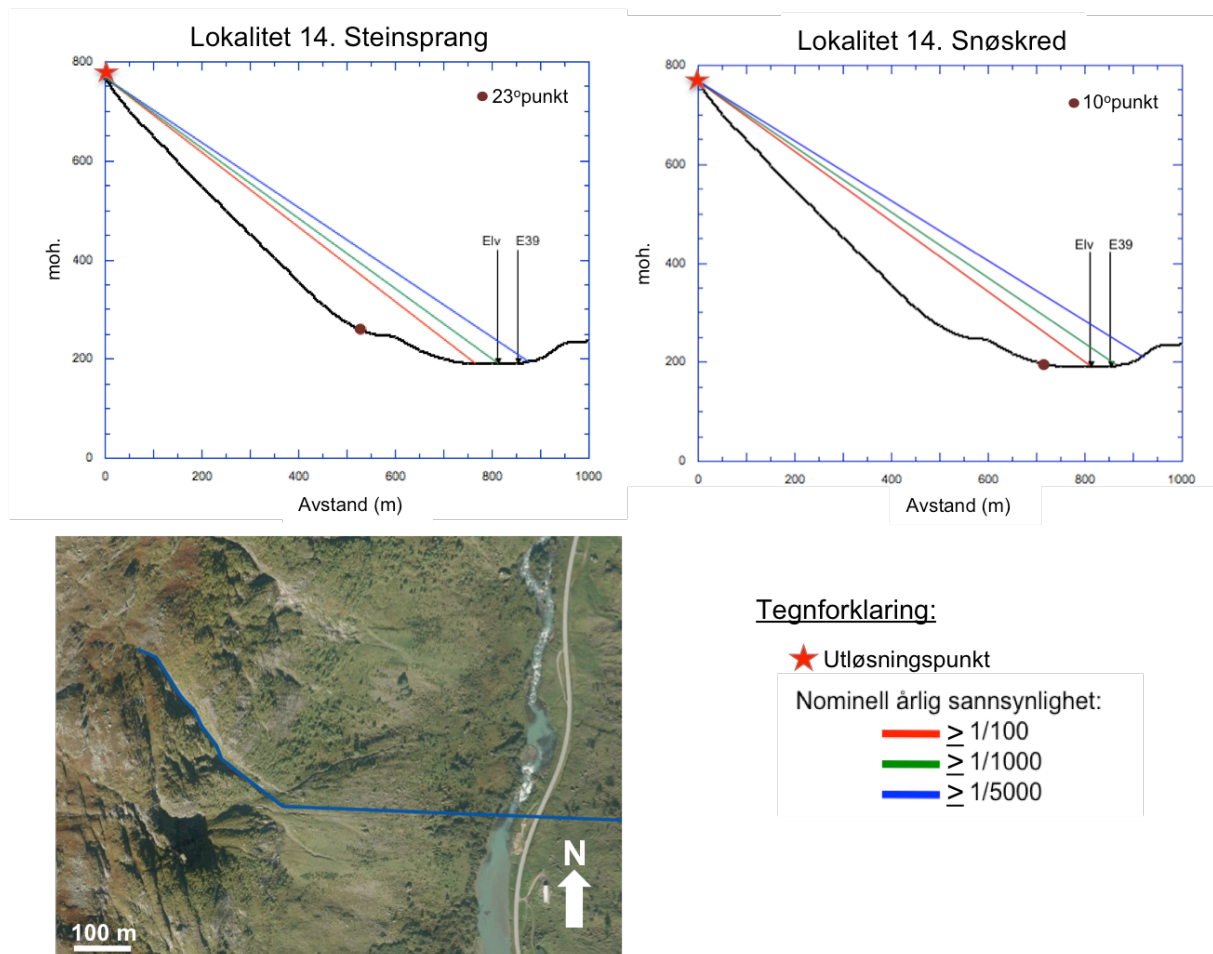 Lokalitet 14. Steinsprang
800
600
400
200
0
moh.
23°punkt
Elv
E39
0
200
400
600
800
1000
Avstand (m)
Lokalitet 14. Snøskred
800
600
400
200
0
moh.
10°punkt
Elv
E39
0
200
400
600
800
1000
Avstand (m)
N
100 m
Tegnforklaring:
Utløsningspunkt
Nominell årlig sannsynlighet:
≥ 1/100
≥ 1/1000
≥ 1/5000